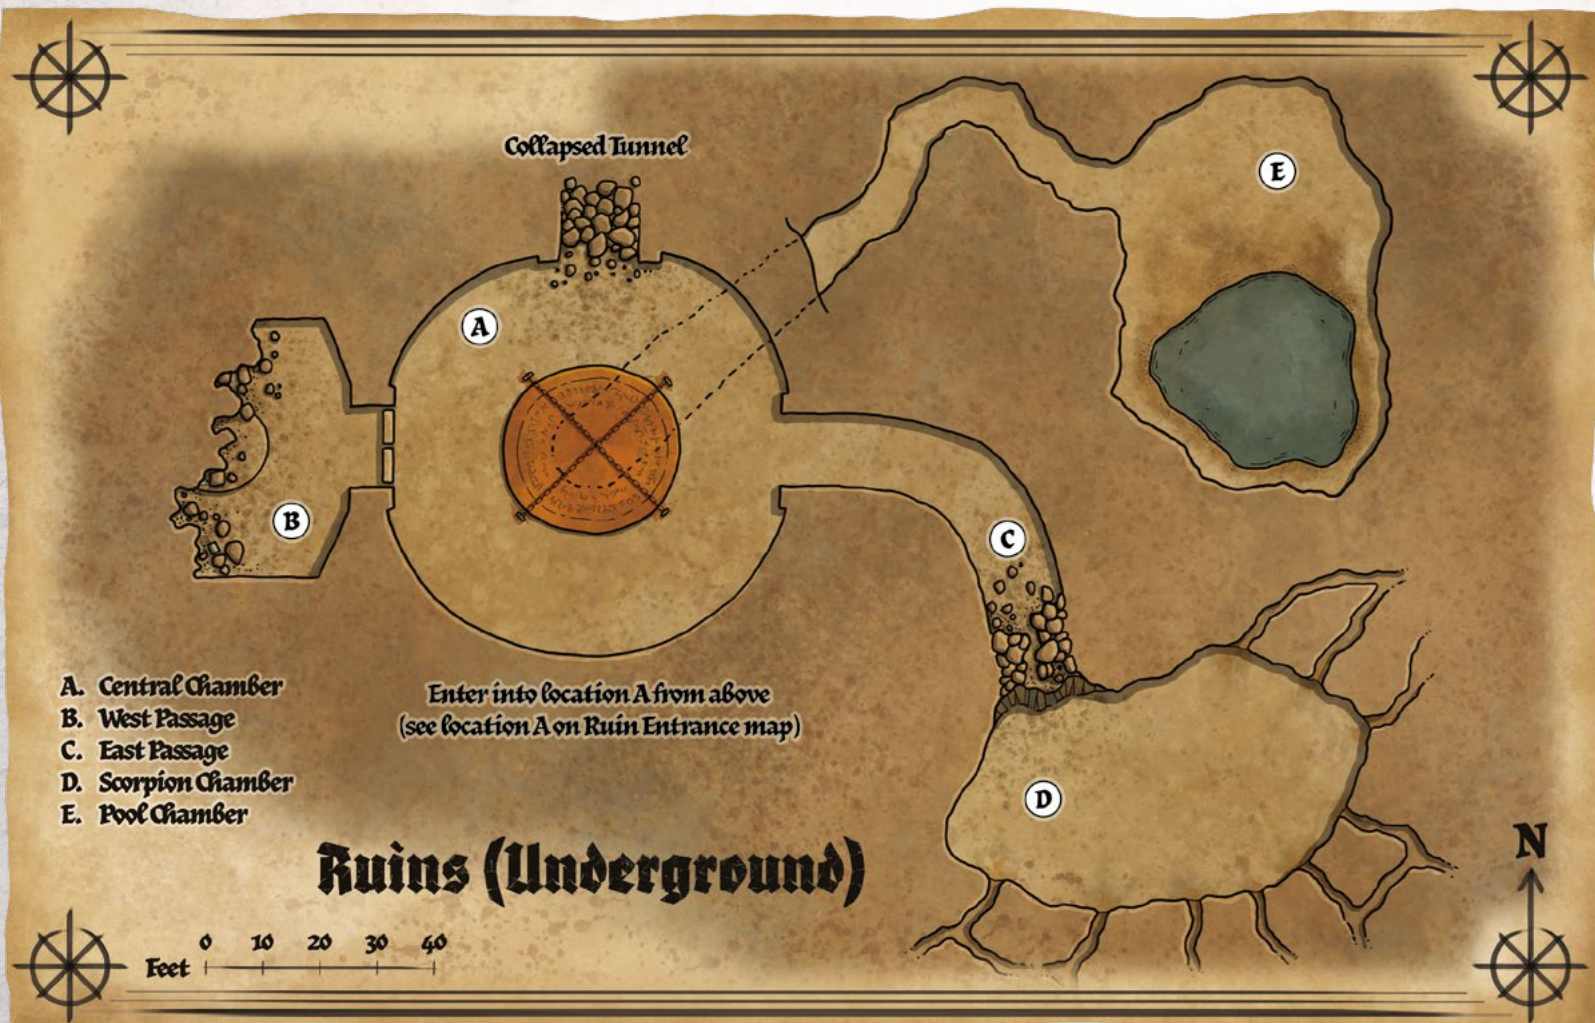 Collapsed Tunnel
E
A
B
C
A. Central Chamber
B. West Passage
C. East Passage
D. Scorpion Chamber
E. Pool Chamber
Enter into location A from above
(see location A on Ruin Entrance map)
D
Ruins (Underground)
N
0 10 20 30 40
Feet